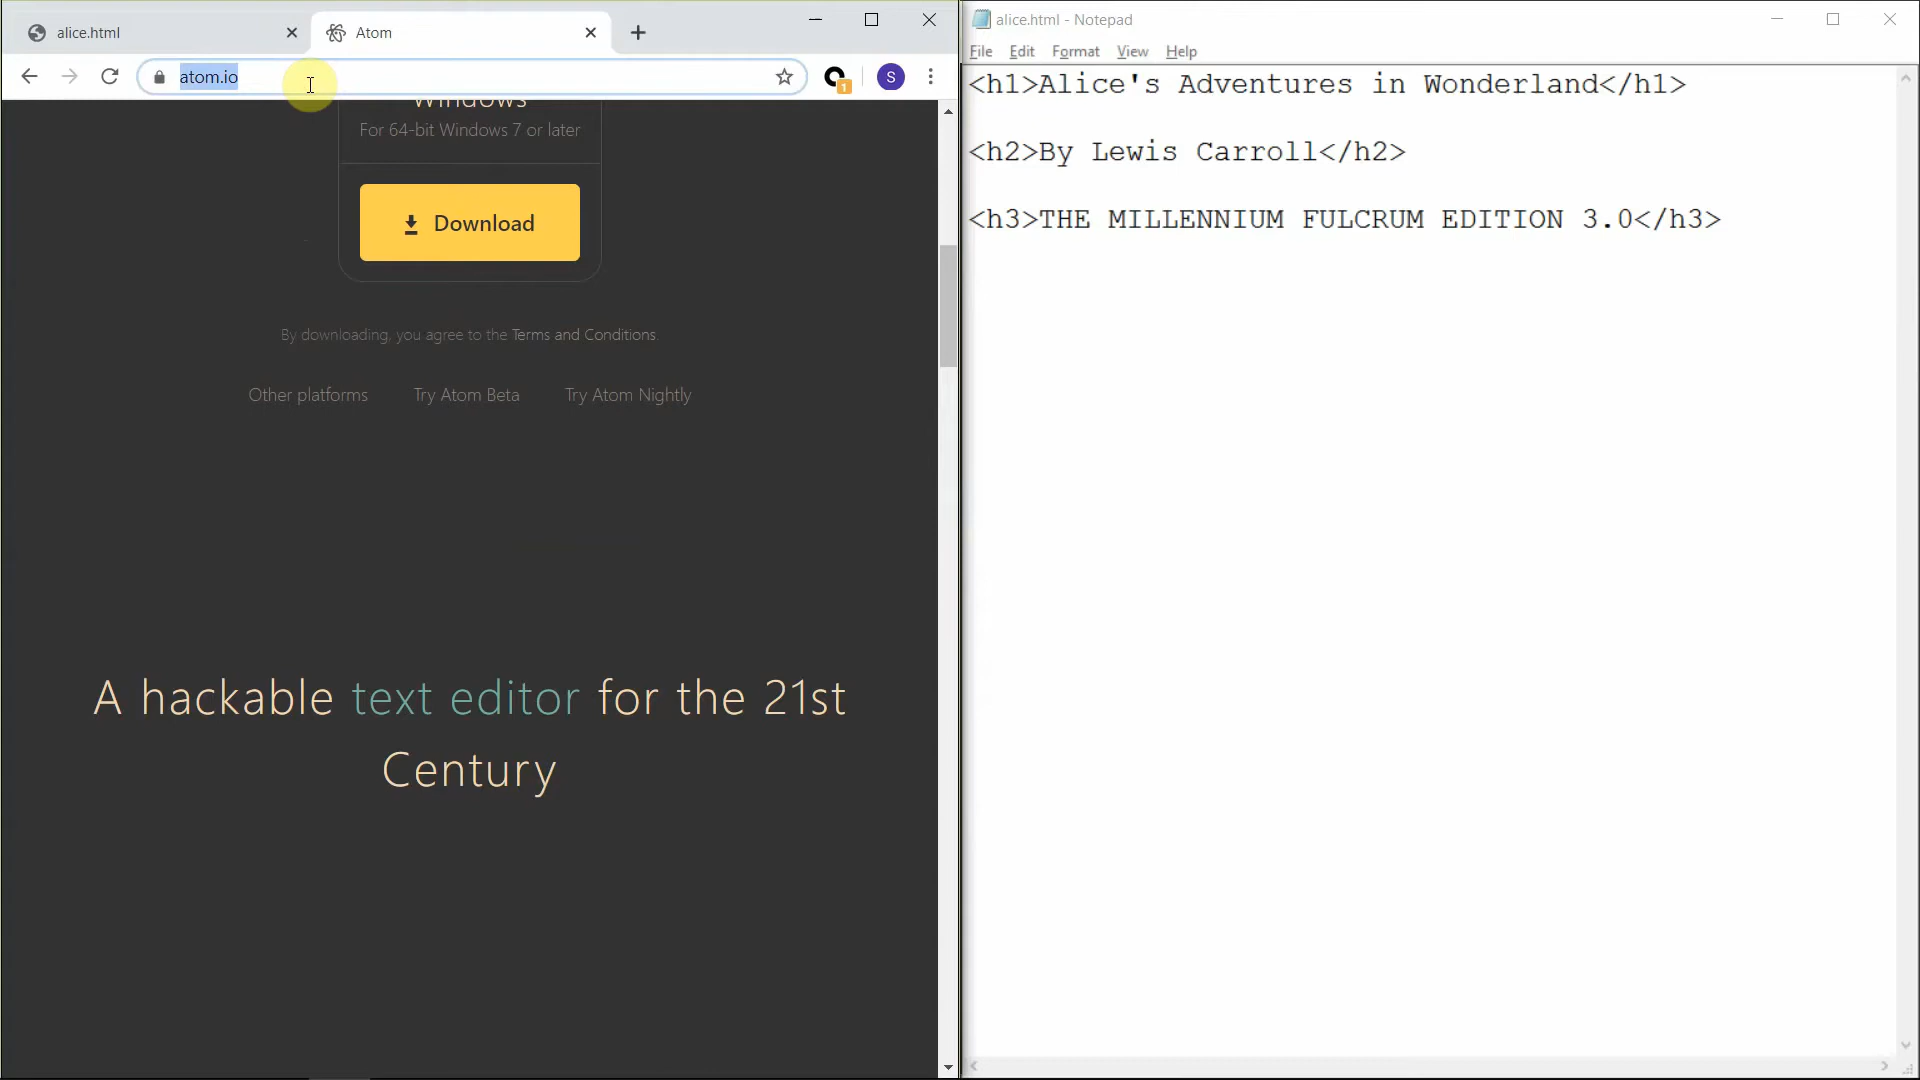 alice.html
Atom
atom.io
S
1
Windows
For 64-bit Windows 7 or later
Download
By downloading, you agree to the Terms and Conditions.
Other platforms Try Atom Beta Try Atom Nightly
A hackable text editor for the 21st
Century
alice.html - Notepad
File Edit Format View Help
<h1>Alice's Adventures in Wonderland</h1>
<h2>By Lewis Carroll</h2>
<h3>THE MILLENNIUM FULCRUM EDITION 3.0</h3>